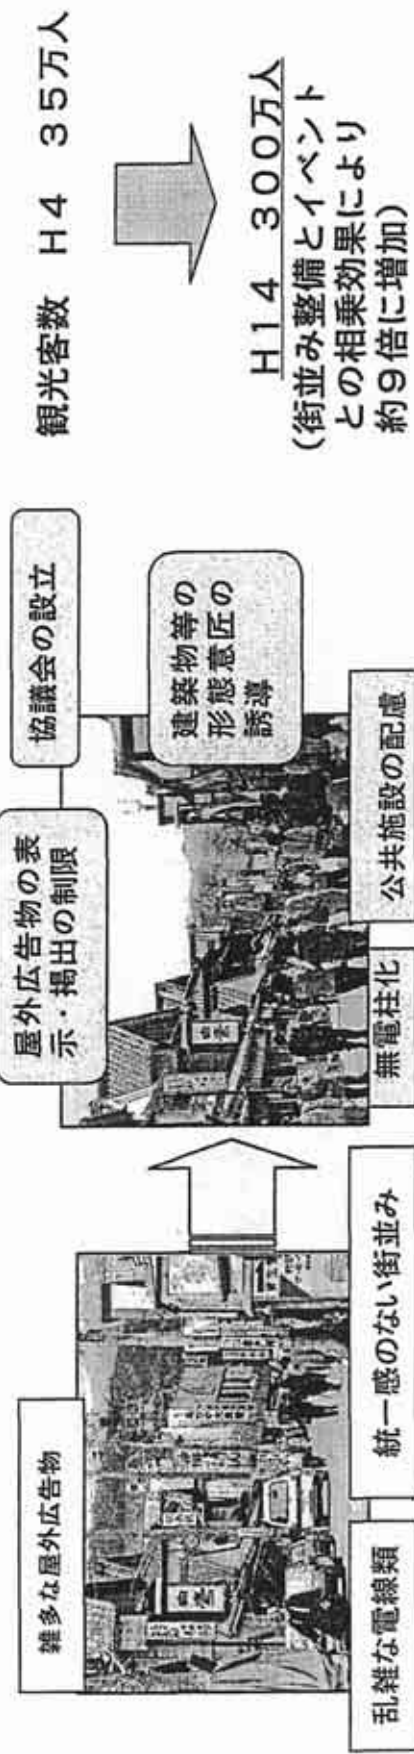 雑多な屋外広告物
乱雑な電線類
統一感のない街並み
屋外広告物の表
示・掲出の制限
協議会の設立
建築物等の
形態意匠の
誘導
無電柱化
公共施設の配慮
観光客数 H4 35万人
H14 300万人
(街並み整備とイベント
との相乗効果により
約9倍に増加)